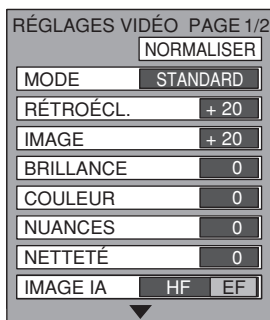 RÉGLAGES VIDÉO PAGE 1/2
NORMALISER
MODE STANDARD
RÉTROÉCL. + 20
IMAGE + 20
BRILLANCE 0
COULEUR 0
NUANCES 0
NETTETÉ 0
IMAGE IA HF EF